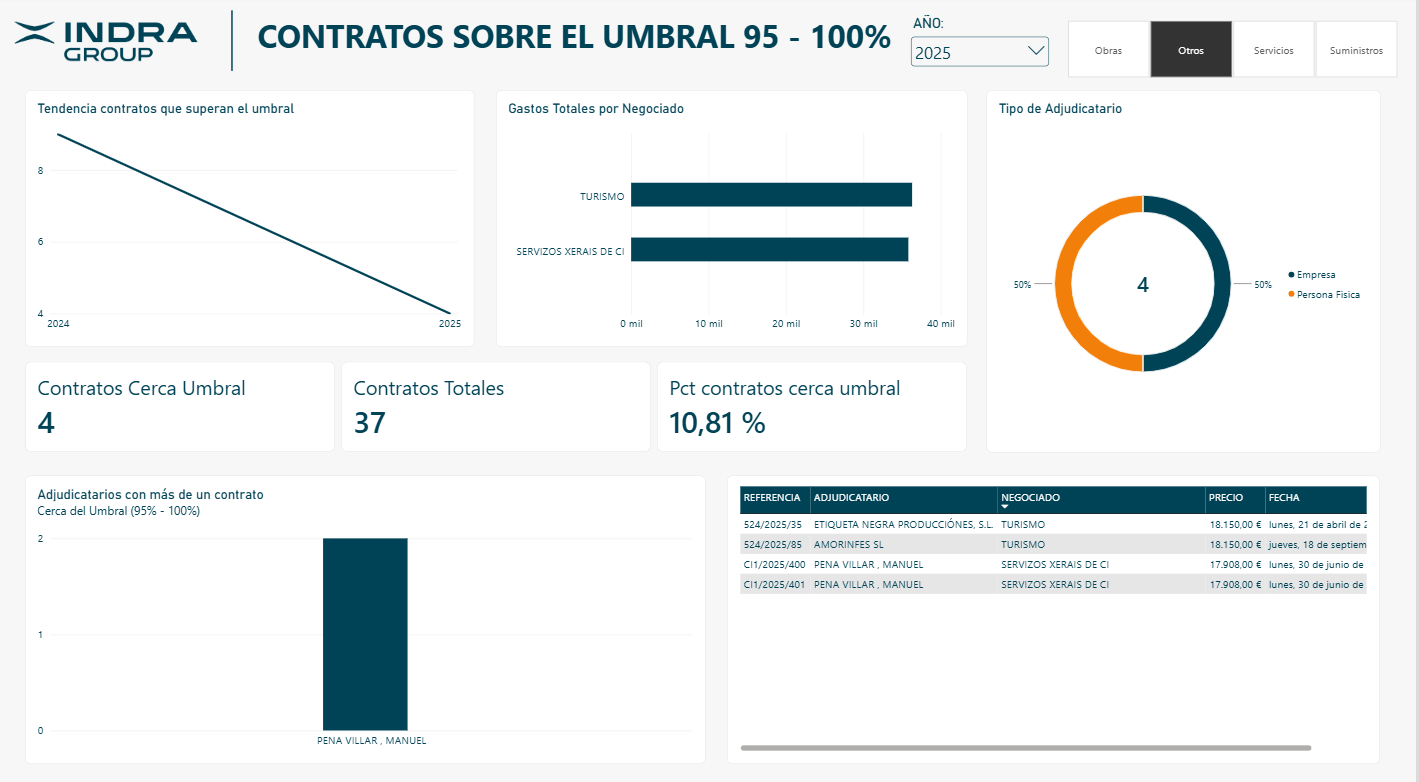 INDRA
GROUP
CONTRATOS SOBRE EL UMBRAL 95 - 100%
AÑO:
2025
Obras
Otros
Servicios
Suministros
Tendencia contratos que superan el umbral
8
6
4
2024
2025
Gastos Totales por Negociado
TURISMO
SERVIZOS XERAIS DE CI
0 mil
10 mil
20 mil
30 mil
40 mil
Tipo de Adjudicatario
50%
4
50%
Empresa
Persona Fisica
Contratos Cerca Umbral
4
Contratos Totales
37
Pct contratos cerca umbral
10,81 %
Adjudicatarios con más de un contrato
Cerca del Umbral (95% - 100%)
2
1
0
PENA VILLAR , MANUEL
REFERENCIA ADJUDICATARIO NEGOCIADO PRECIO FECHA
524/2025/35 ETIQUETA NEGRA PRODUCCIÓNES, S.L. TURISMO 18.150,00 € lunes, 21 de abril de 2
524/2025/85 AMORINFES SL TURISMO 18.150,00 € jueves, 18 de septiem
CI1/2025/400 PENA VILLAR , MANUEL SERVIZOS XERAIS DE CI 17.908,00 € lunes, 30 de junio de
CI1/2025/401 PENA VILLAR , MANUEL SERVIZOS XERAIS DE CI 17.908,00 € lunes, 30 de junio de